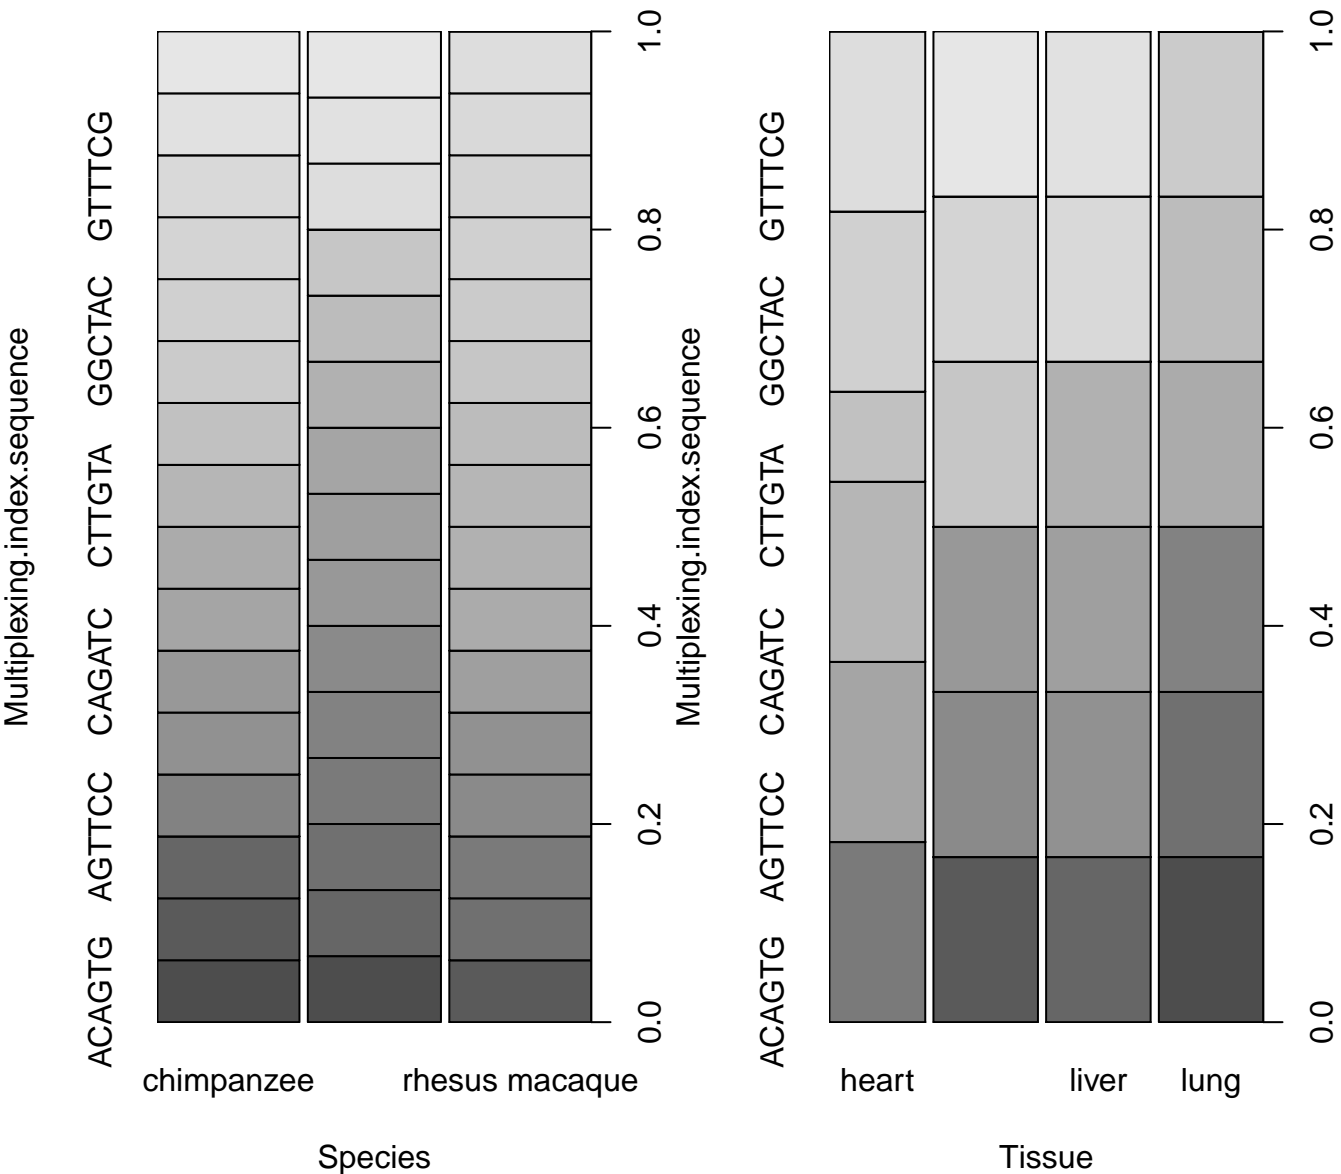 Multiplexing.index.sequence
ACAGTG
AGTTCC
CAGATC
CTTGTA
GGCTAC
GTTTCG
0.0
0.2
0.4
0.6
0.8
1.0
chimpanzee
rhesus macaque
Species
Multiplexing.index.sequence
ACAGTG
AGTTCC
CAGATC
CTTGTA
GGCTAC
GTTTCG
0.0
0.2
0.4
0.6
0.8
1.0
heart
liver
lung
Tissue